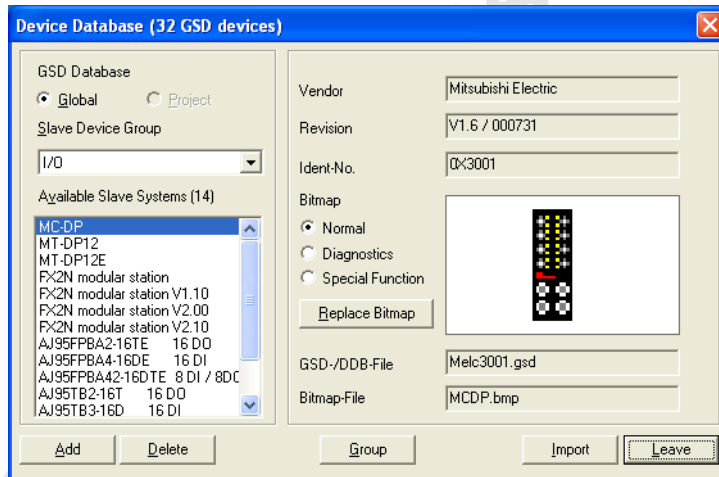 Device Database (32 GSD devices)
GSD Database
Global
Project
Slave Device Group
I/O
Available Slave Systems (14)
MC-DP
MT-DP12
MT-DP12E
FX2N modular station
FX2N modular station V1.10
FX2N modular station V2.00
FX2N modular station V2.10
AJ95FPBA2-16TE 16 DO
AJ95FPBA4-16DE 16 DI
AJ95FPBA42-16DTE 8 DI / 8DO
AJ95TB2-16T 16 DO
AJ95TB3-16D 16 DI
Vendor
Mitsubishi Electric
Revision
V1.6 / 000731
Ident-No.
0X3001
Bitmap
Normal
Diagnostics
Special Function
Replace Bitmap
GSD-/DDB-File
Melc3001.gsd
Bitmap-File
MCDP.bmp
Add
Delete
Group
Import
Leave